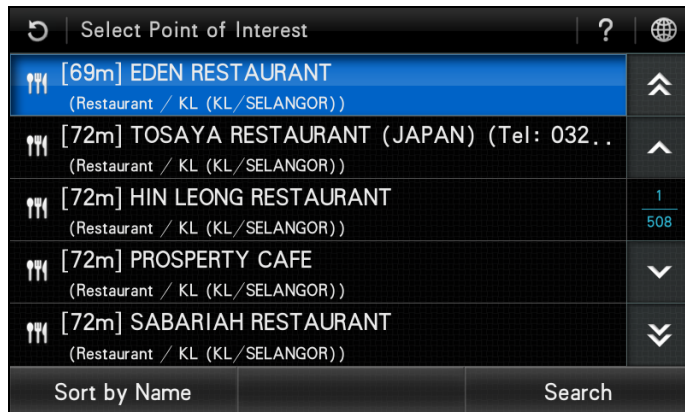 Select Point of Interest
?
[69m] EDEN RESTAURANT
(Restaurant / KL (KL/SELANGOR))
[72m] TOSAYA RESTAURANT (JAPAN) (Tel: 032..
(Restaurant / KL (KL/SELANGOR))
[72m] HIN LEONG RESTAURANT
(Restaurant / KL (KL/SELANGOR))
1
508
[72m] PROSPERTY CAFE
(Restaurant / KL (KL/SELANGOR))
[72m] SABARIAH RESTAURANT
(Restaurant / KL (KL/SELANGOR))
Sort by Name
Search